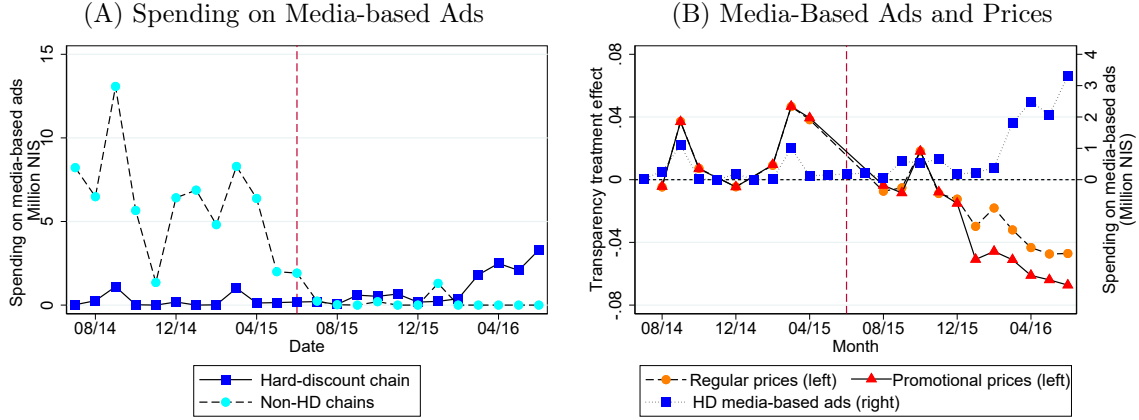 (A) Spending on Media-based Ads
Spending on media-based ads
Million NIS
15
10
5
0
08/14 12/14 04/15 08/15 12/15 04/16
Date
Hard-discount chain
Non-HD chains
(B) Media-Based Ads and Prices
Transparency treatment effect
.08
.04
0
-.04
-.08
4
3
2
1
0
Spending on media-based ads
(Million NIS)
08/14 12/14 04/15 08/15 12/15 04/16
Month
Regular prices (left) Promotional prices (left)
HD media-based ads (right)